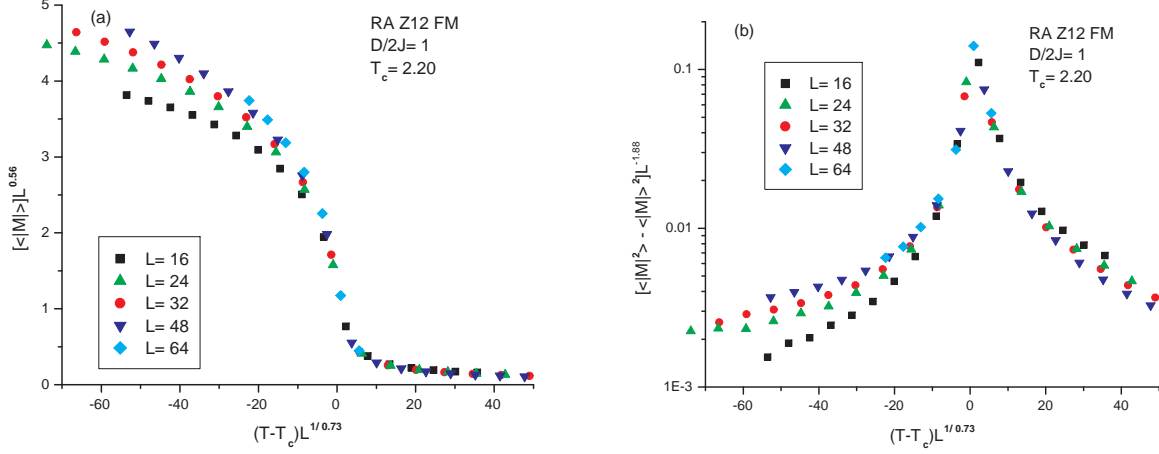 (a)
RA Z12 FM
D/2J= 1
T_c = 2.20
[<|M|>]L^0.56
5
4
3
2
1
0
L= 16
L= 24
L= 32
L= 48
L= 64
-60 -40 -20 0 20 40
(T-T_c)L^1/ 0.73
(b)
RA Z12 FM
D/2J= 1
T_c = 2.20
[<|M|^2> - <|M|>^2]L^-1.88
0.1
0.01
1E-3
L= 16
L= 24
L= 32
L= 48
L= 64
-60 -40 -20 0 20 40
(T-T_c)L^1/ 0.73